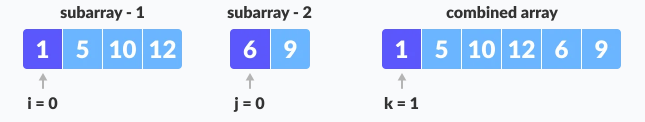 subarray - 1 subarray - 2 combined array
1 5 10 12 6 9 1 5 10 12 6 9
i = 0 j = 0 k = 1